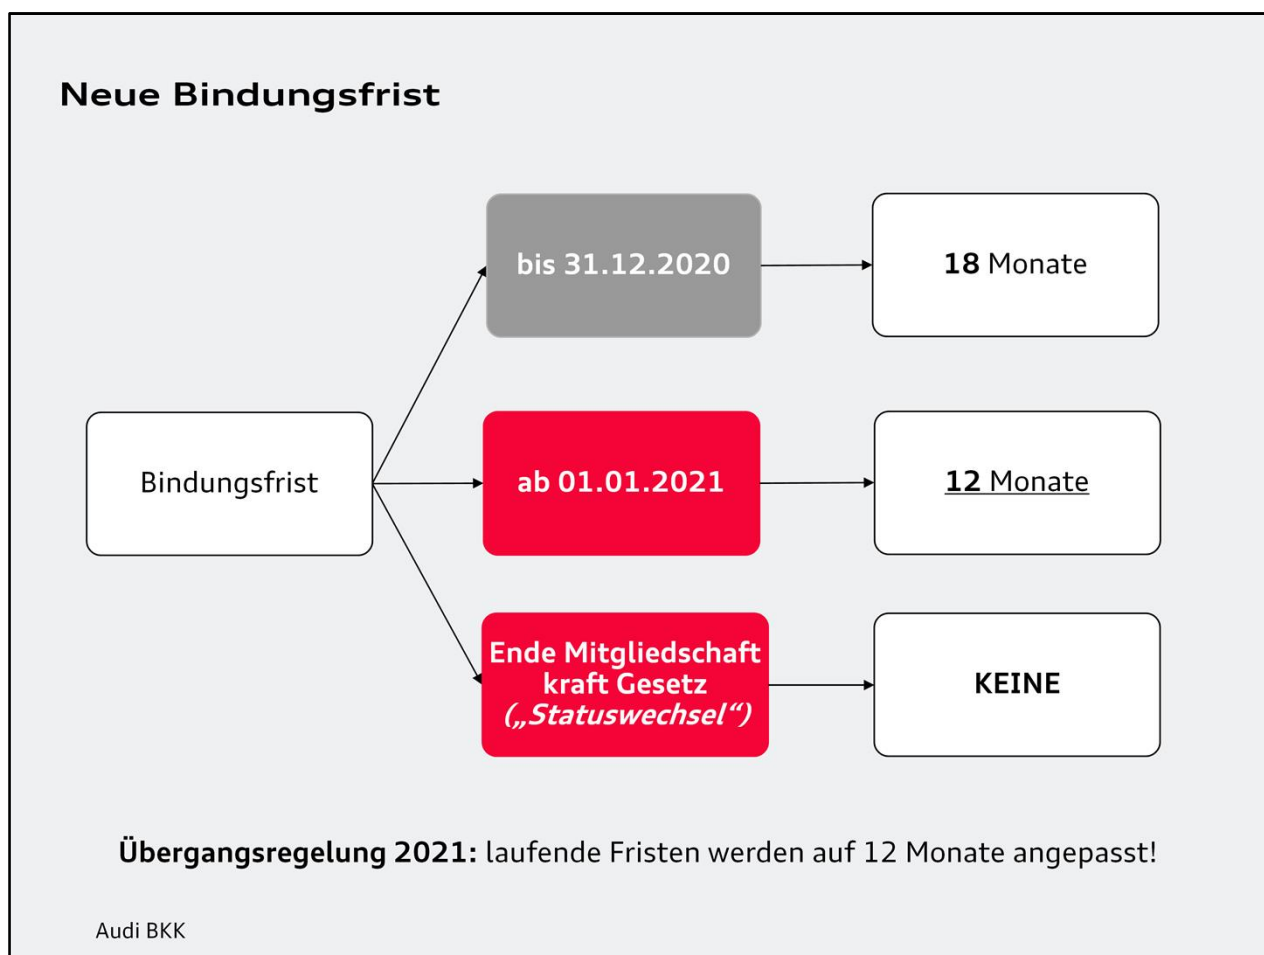 Neue Bindungsfrist
bis 31.12.2020
18 Monate
Bindungsfrist
ab 01.01.2021
12 Monate
Ende Mitgliedschaft
kraft Gesetz
(„Statuswechsel“)
KEINE
Übergangsregelung 2021: laufende Fristen werden auf 12 Monate angepasst!
Audi BKK